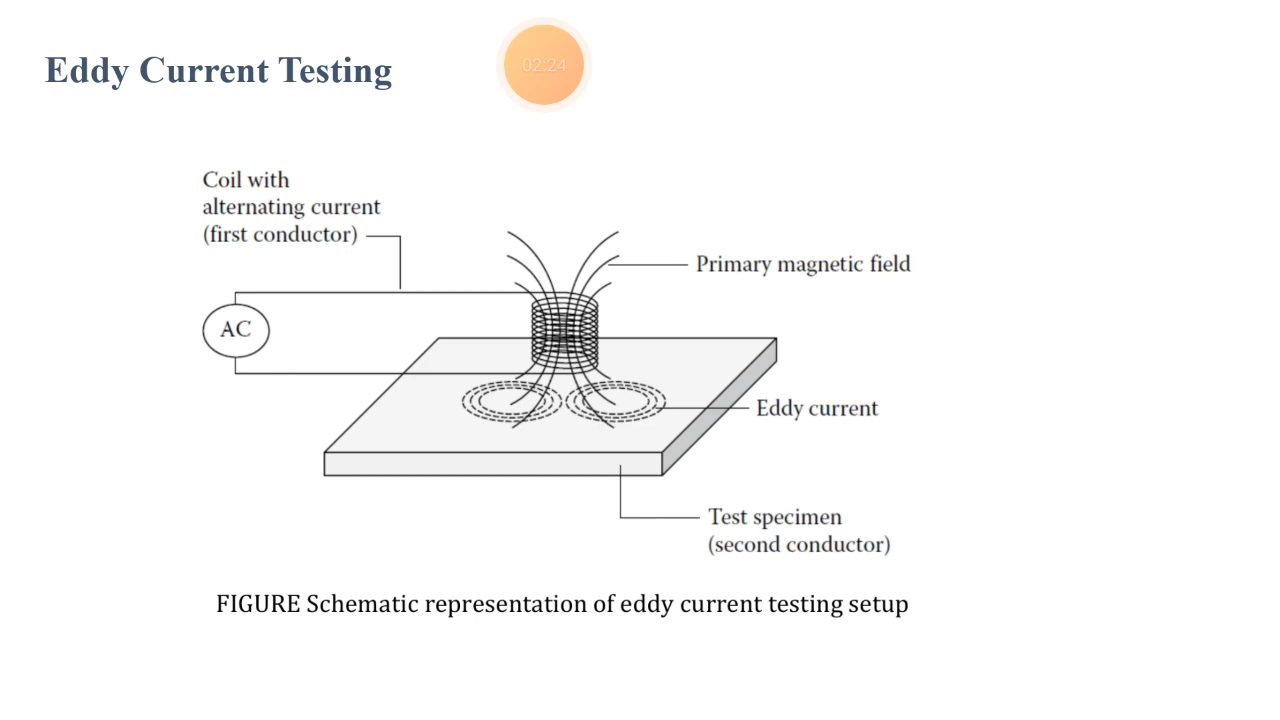 Eddy Current Testing
02:24
Coil with
alternating current
(first conductor)
Primary magnetic field
AC
Eddy current
Test specimen
(second conductor)
FIGURE Schematic representation of eddy current testing setup